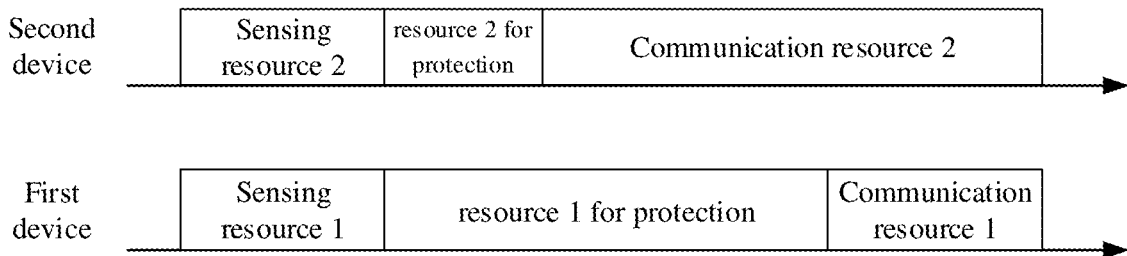 Second
device
Sensing
resource 2
resource 2 for
protection
Communication resource 2
First
device
Sensing
resource 1
resource 1 for protection
Communication
resource 1